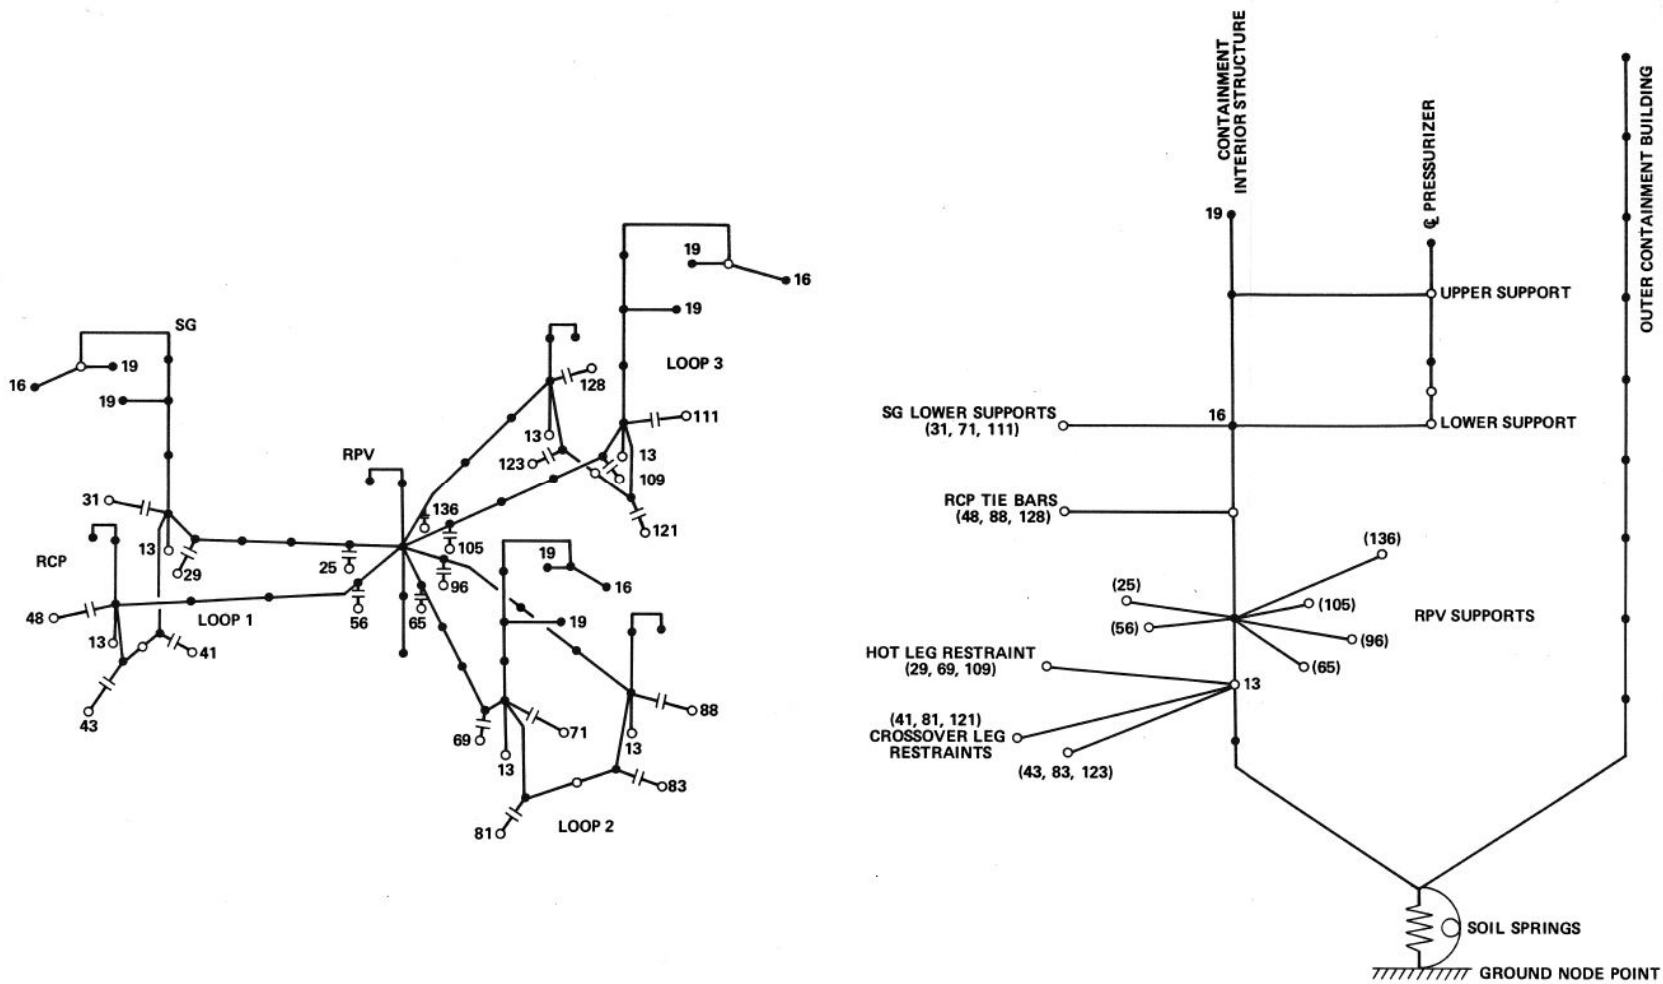 SG
16
19
19
31
13
29
RCP
48
13
LOOP 1
41
43
RPV
25
56
65
136
105
96
128
13
123
19
16
19
LOOP 3
111
13
109
121
19
16
19
69
13
71
81
LOOP 2
88
13
83
CONTAINMENT
INTERIOR STRUCTURE
19
℄ PRESSURIZER
OUTER CONTAINMENT BUILDING
UPPER SUPPORT
SG LOWER SUPPORTS
(31, 71, 111)
16
LOWER SUPPORT
RCP TIE BARS
(48, 88, 128)
(136)
(25)
(105)
(56)
(96)
(65)
RPV SUPPORTS
HOT LEG RESTRAINT
(29, 69, 109)
13
(41, 81, 121)
CROSSOVER LEG
RESTRAINTS
(43, 83, 123)
SOIL SPRINGS
GROUND NODE POINT